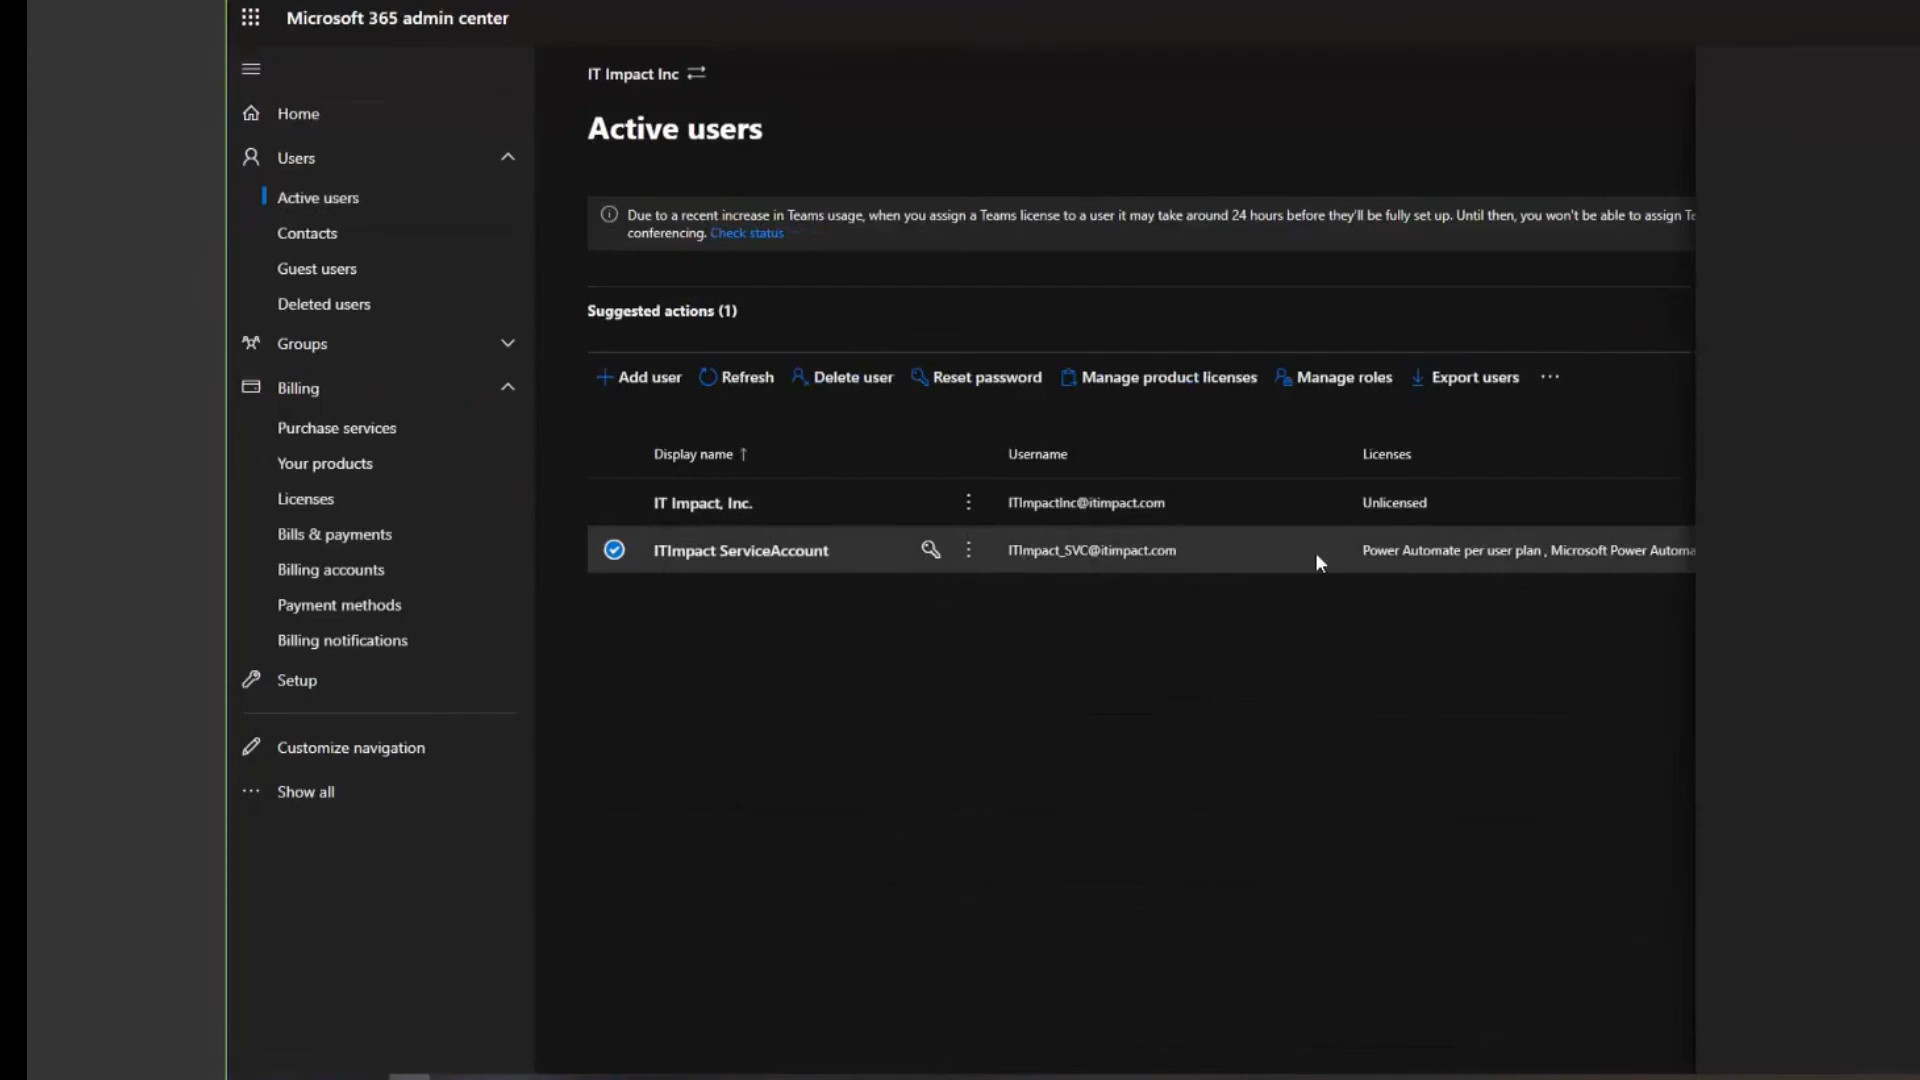 Microsoft 365 admin center
Home
Users
Active users
Contacts
Guest users
Deleted users
Groups
Billing
Purchase services
Your products
Licenses
Bills & payments
Billing accounts
Payment methods
Billing notifications
Setup
Customize navigation
Show all
IT Impact Inc
Active users
Due to a recent increase in Teams usage, when you assign a Teams license to a user it may take around 24 hours before they'll be fully set up. Until then, you won't be able to assign Te
conferencing. Check status
Suggested actions (1)
Add user Refresh Delete user Reset password Manage product licenses Manage roles Export users
Display name Username Licenses
IT Impact, Inc. ITImpactInc@itimpact.com Unlicensed
ITImpact ServiceAccount ITImpact_SVC@itimpact.com Power Automate per user plan , Microsoft Power Automa